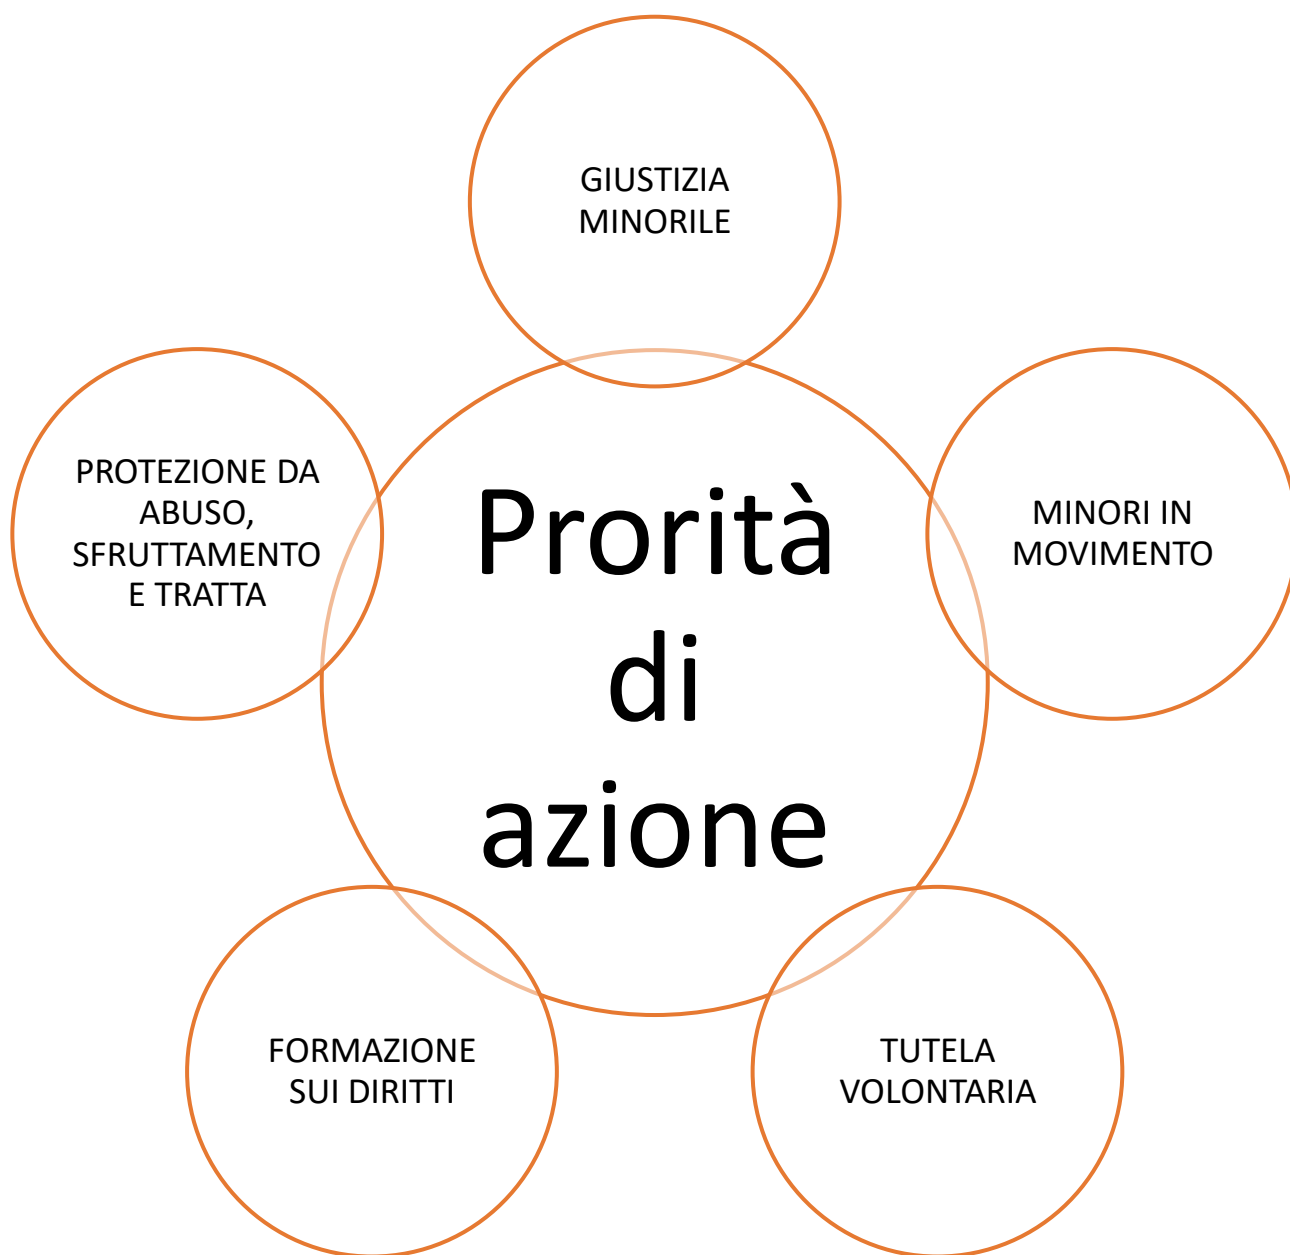 GIUSTIZIA
MINORILE
PROTEZIONE DA
ABUSO,
SFRUTTAMENTO
E TRATTA
Prorità
di
azione
MINORI IN
MOVIMENTO
FORMAZIONE
SUI DIRITTI
TUTELA
VOLONTARIA